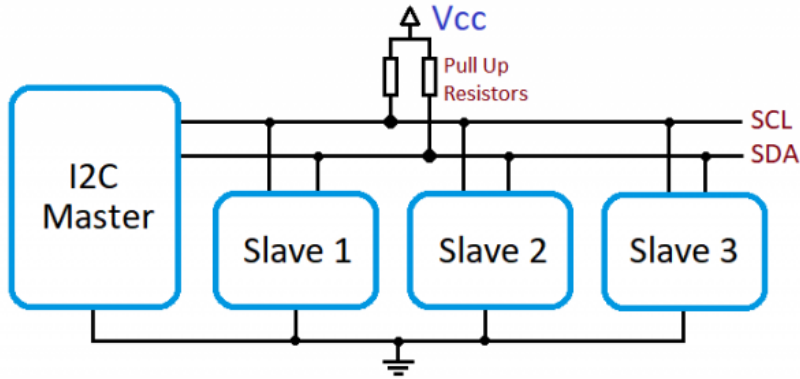 Vcc
Pull Up
Resistors
SCL
SDA
I2C
Master
Slave 1
Slave 2
Slave 3